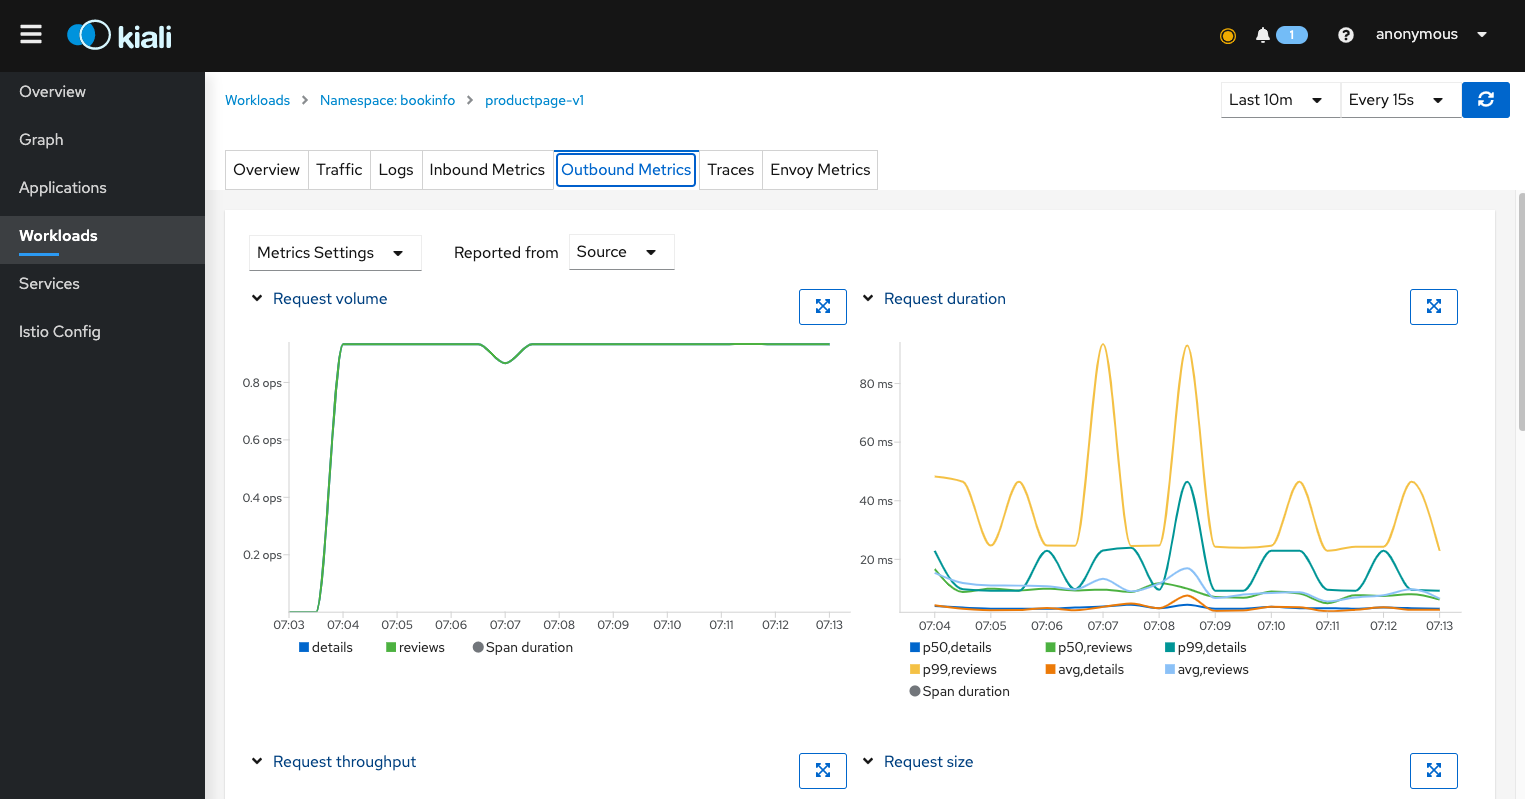 kiali
1
anonymous
Overview
Graph
Applications
Workloads
Services
Istio Config
Workloads > Namespace: bookinfo > productpage-v1
Last 10m
Every 15s
Overview
Traffic
Logs
Inbound Metrics
Outbound Metrics
Traces
Envoy Metrics
Metrics Settings
Reported from
Source
Request volume
0.8 ops
0.6 ops
0.4 ops
0.2 ops
07:03 07:04 07:05 07:06 07:07 07:08 07:09 07:10 07:11 07:12 07:13
details reviews Span duration
Request duration
80 ms
60 ms
40 ms
20 ms
07:04 07:05 07:06 07:07 07:08 07:09 07:10 07:11 07:12 07:13
p50,details p50,reviews p99,details
p99,reviews avg,details avg,reviews
Span duration
Request throughput
Request size